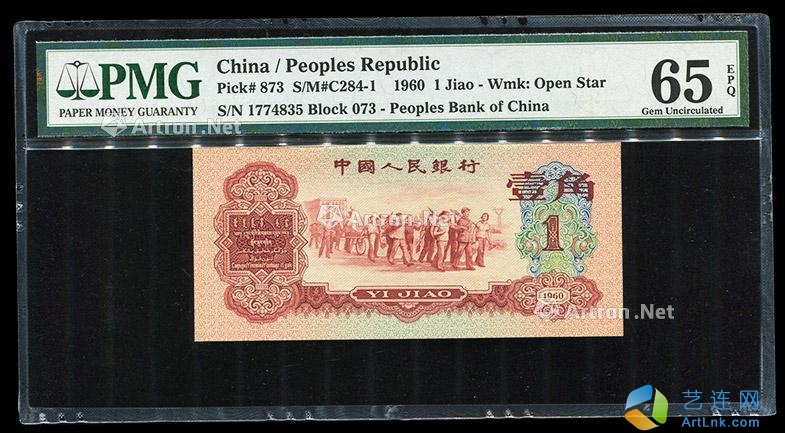 PMG
PAPER MONEY GUARANTY
China / Peoples Republic
Pick# 873 S/M#C284-1 1960 1 Jiao - Wmk: Open Star
S/N 1774835 Block 073 - Peoples Bank of China
65
EPQ
Gem Uncirculated
Artron.Net
Artron.Net
中國人民銀行
壹角
1
Artron.Net
YI JIAO
1960
Artron.Net
艺连网
ArtLnk.com